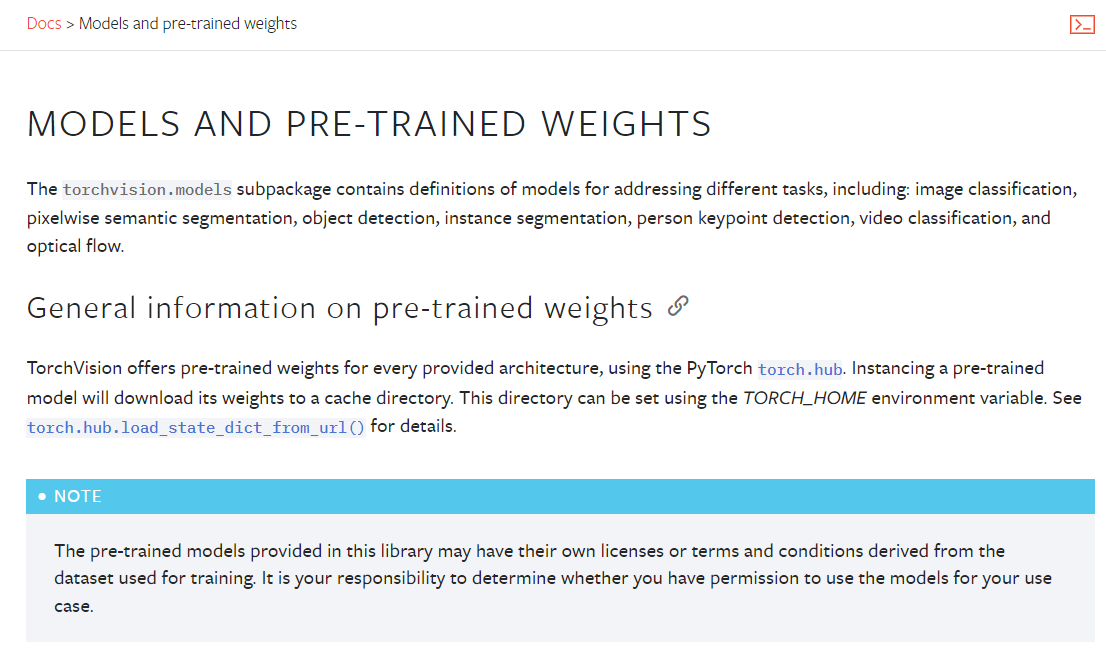 Docs > Models and pre-trained weights
MODELS AND PRE-TRAINED WEIGHTS
The torchvision.models subpackage contains definitions of models for addressing different tasks, including: image classification,
pixelwise semantic segmentation, object detection, instance segmentation, person keypoint detection, video classification, and
optical flow.
General information on pre-trained weights
TorchVision offers pre-trained weights for every provided architecture, using the PyTorch torch.hub. Instancing a pre-trained
model will download its weights to a cache directory. This directory can be set using the TORCH_HOME environment variable. See
torch.hub.load_state_dict_from_url() for details.
NOTE
The pre-trained models provided in this library may have their own licenses or terms and conditions derived from the
dataset used for training. It is your responsibility to determine whether you have permission to use the models for your use
case.